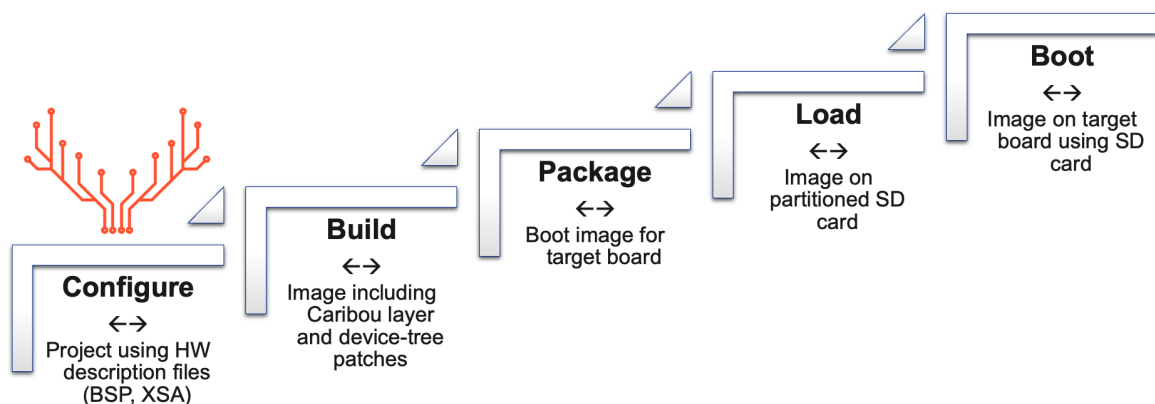 Configure
←→
Project using HW
description files
(BSP, XSA)
Build
←→
Image including
Caribou layer
and device-tree
patches
Package
←→
Boot image for
target board
Load
←→
Image on
partitioned SD
card
Boot
←→
Image on target
board using SD
card